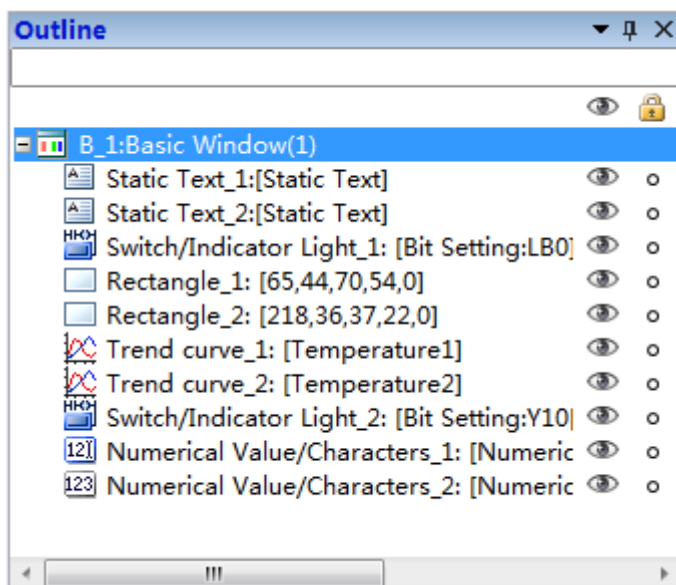 Outline
B_1:Basic Window(1)
Static Text_1:[Static Text]
Static Text_2:[Static Text]
Switch/Indicator Light_1: [Bit Setting:LB0]
Rectangle_1: [65,44,70,54,0]
Rectangle_2: [218,36,37,22,0]
Trend curve_1: [Temperature1]
Trend curve_2: [Temperature2]
Switch/Indicator Light_2: [Bit Setting:Y10
Numerical Value/Characters_1: [Numeric
Numerical Value/Characters_2: [Numeric